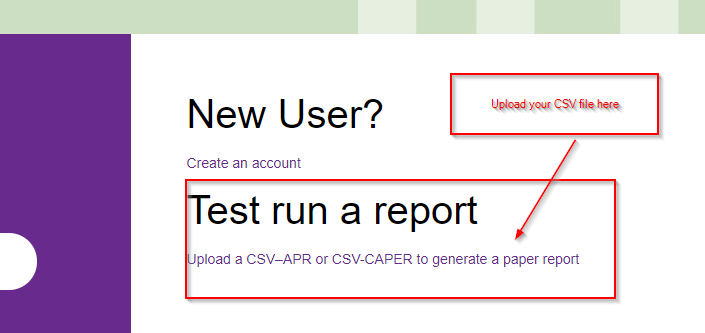 New User?
Upload your CSV file here
Create an account
Test run a report
Upload a CSV–APR or CSV-CAPER to generate a paper report